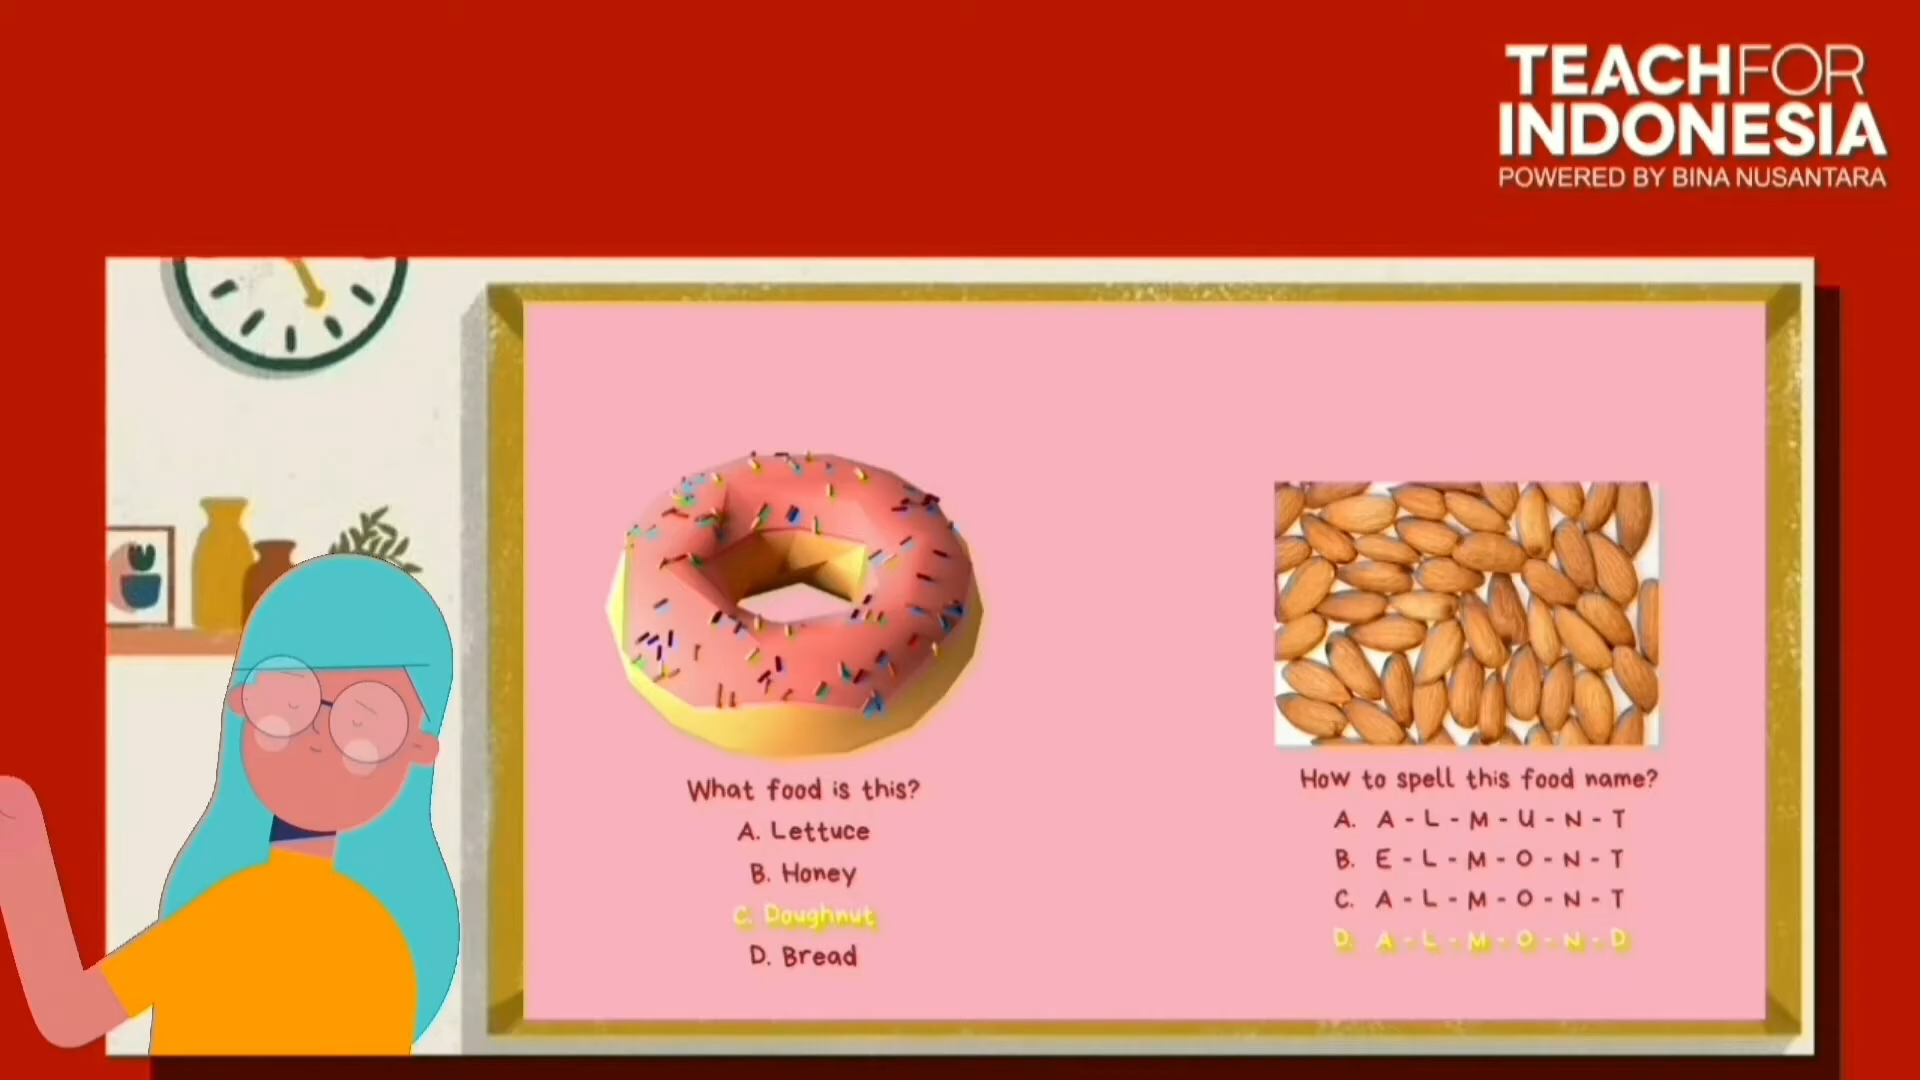 TEACHFOR
INDONESIA
POWERED BY BINA NUSANTARA
What food is this?
A. Lettuce
B. Honey
C. Doughnut
D. Bread
How to spell this food name?
A. A - L - M - U - N - T
B. E - L - M - O - N - T
C. A - L - M - O - N - T
D. A - L - M - O - N - D